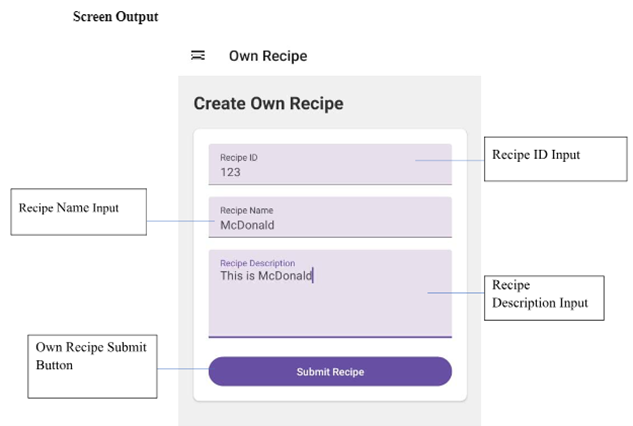 Screen Output
Own Recipe
Create Own Recipe
Recipe ID
123
Recipe ID Input
Recipe Name Input
Recipe Name
McDonald
Recipe Description
This is McDonald
Recipe
Description Input
Own Recipe Submit
Button
Submit Recipe